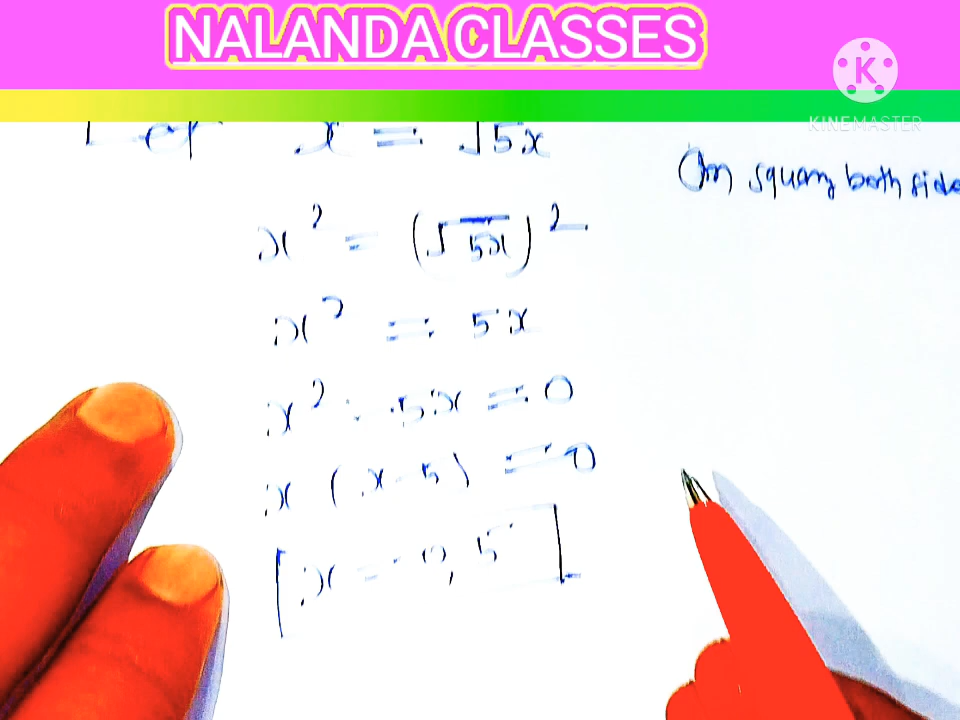 NALANDA CLASSES
KINEMASTER
Let x = √5x
On squaring both side
x² = (√5x)²
x² = 5x
x² - 5x = 0
x (x - 5) = 0
x = 0, 5